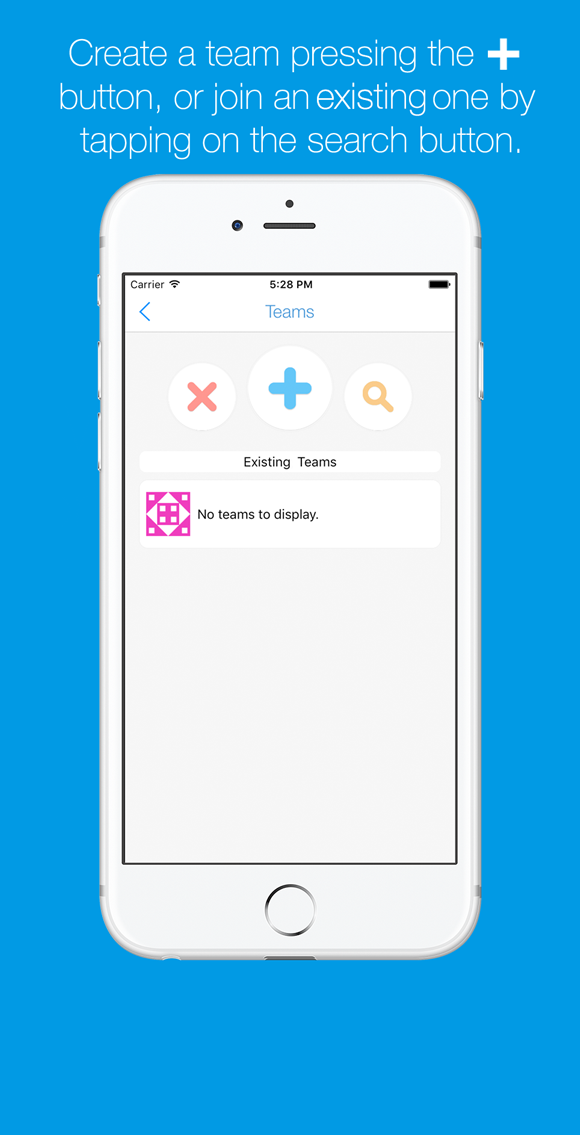 Create a team pressing the +
button, or join an existing one by
tapping on the search button.
Carrier 5:28 PM
Teams
Existing Teams
No teams to display.